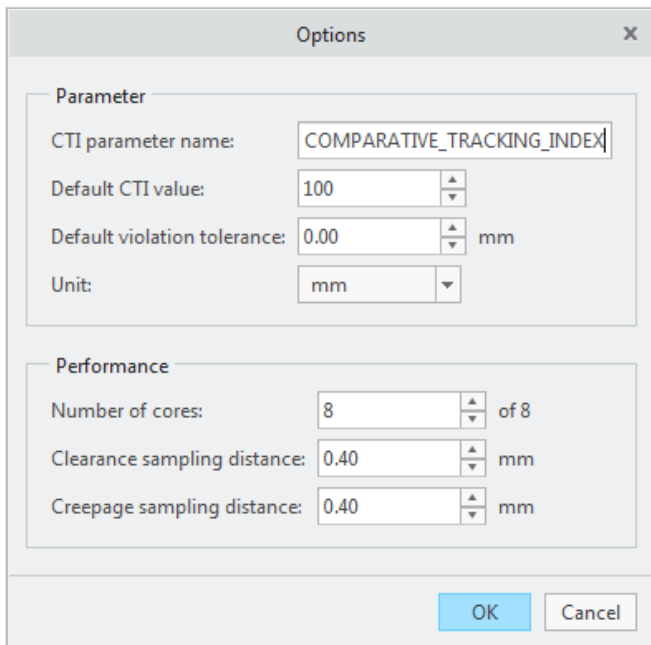 Options
Parameter
CTI parameter name: COMPARATIVE_TRACKING_INDEX
Default CTI value: 100
Default violation tolerance: 0.00 mm
Unit: mm
Performance
Number of cores: 8 of 8
Clearance sampling distance: 0.40 mm
Creepage sampling distance: 0.40 mm
OK Cancel